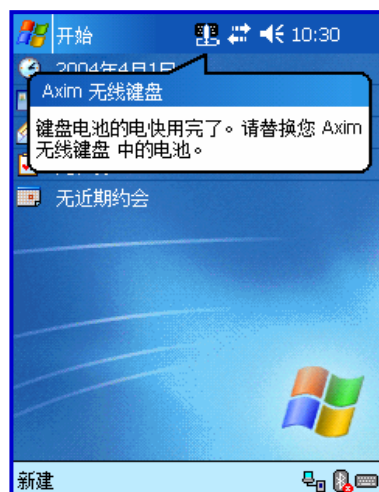 开始 10:30
2004年4月1日
Axim 无线键盘
键盘电池的电快用完了。请替换您 Axim
无线键盘 中的电池。
无近期约会
新建